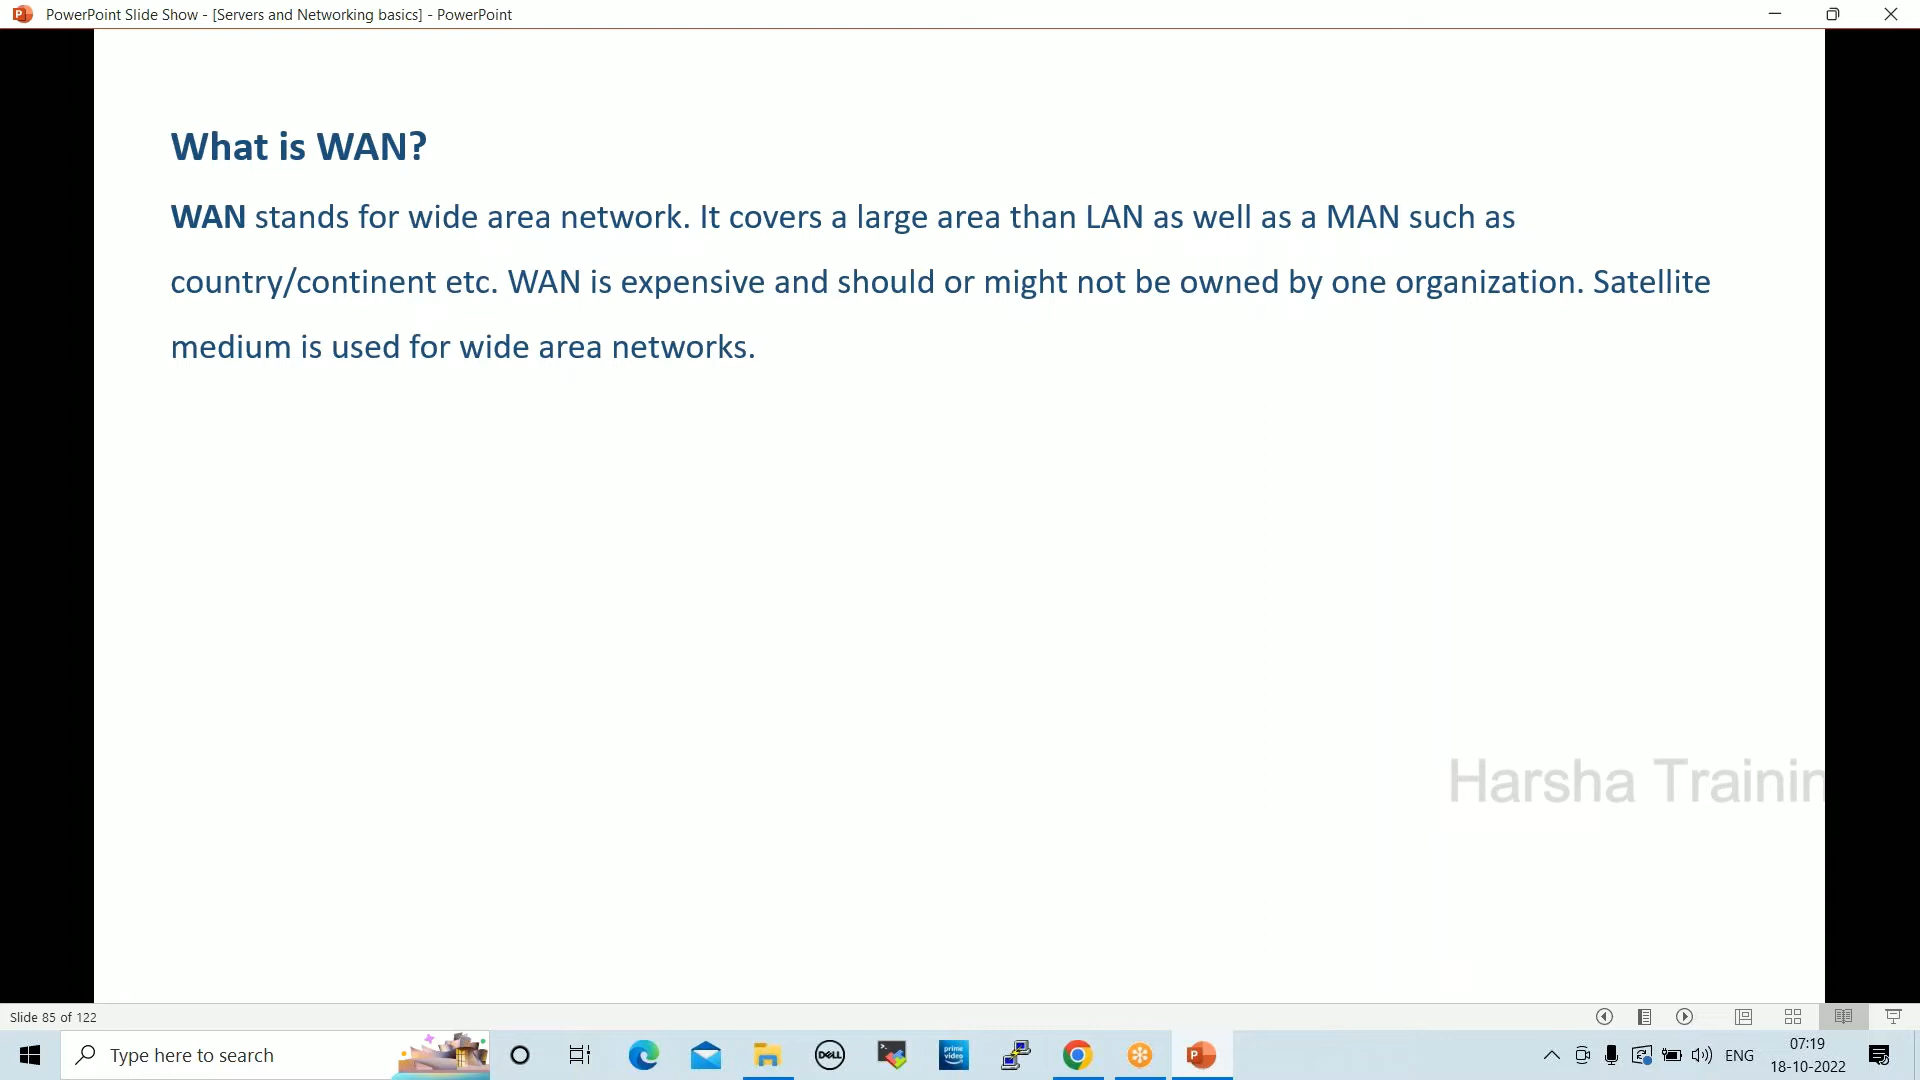 PowerPoint Slide Show - [Servers and Networking basics] - PowerPoint
What is WAN?
WAN stands for wide area network. It covers a large area than LAN as well as a MAN such as
country/continent etc. WAN is expensive and should or might not be owned by one organization. Satellite
medium is used for wide area networks.
Harsha Trainin
Slide 85 of 122
Type here to search
DELL
prime video
ENG
07:19
18-10-2022